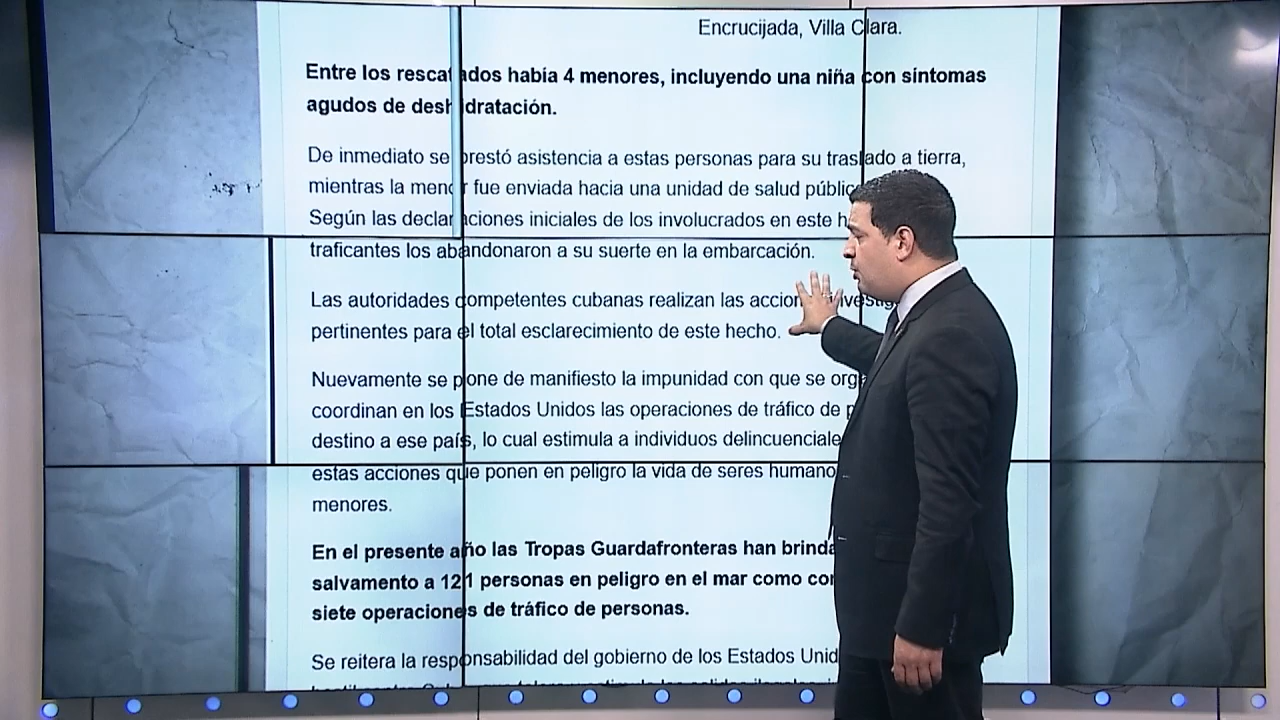 Encrucijada, Villa Clara.
Entre los rescatados había 4 menores, incluyendo una niña con síntomas
agudos de deshidratación.
De inmediato se prestó asistencia a estas personas para su traslado a tierra,
mientras la menor fue enviada hacia una unidad de salud
Según las declaraciones iniciales de los involucrados en este
traficantes los abandonaron a su suerte en la embarcación.
Las autoridades competentes cubanas realizan las
pertinentes para el total esclarecimiento de este hecho.
Nuevamente se pone de manifiesto la impunidad con que se
coordinan en los Estados Unidos las operaciones de tráfico de
destino a ese país, lo cual estimula a individuos
estas acciones que ponen en peligro la vida de seres
menores.
En el presente año las Tropas Guardafronteras han
salvamento a 121 personas en peligro en el mar como
siete operaciones de tráfico de personas.
Se reitera la responsabilidad del gobierno de los Estados